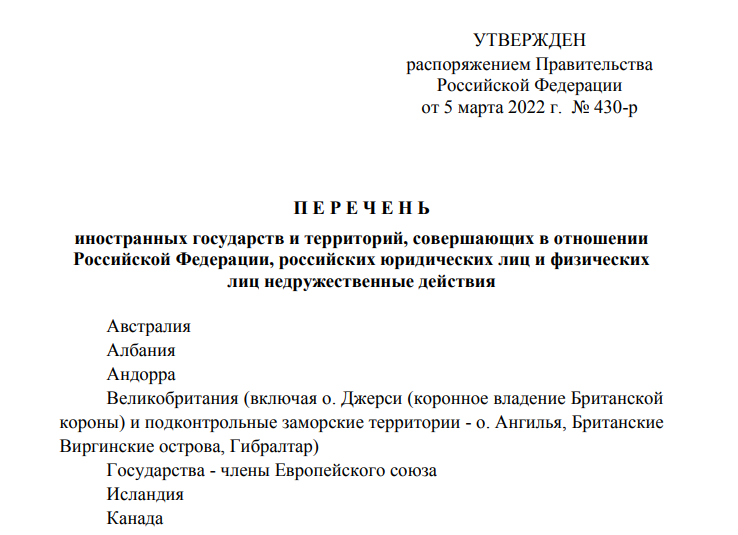 УТВЕРЖДЕН
распоряжением Правительства
Российской Федерации
от 5 марта 2022 г. № 430-р
П Е Р Е Ч Е Н Ь
иностранных государств и территорий, совершающих в отношении
Российской Федерации, российских юридических лиц и физических
лиц недружественные действия
Австралия
Албания
Андорра
Великобритания (включая о. Джерси (коронное владение Британской
короны) и подконтрольные заморские территории - о. Ангилья, Британские
Виргинские острова, Гибралтар)
Государства - члены Европейского союза
Исландия
Канада